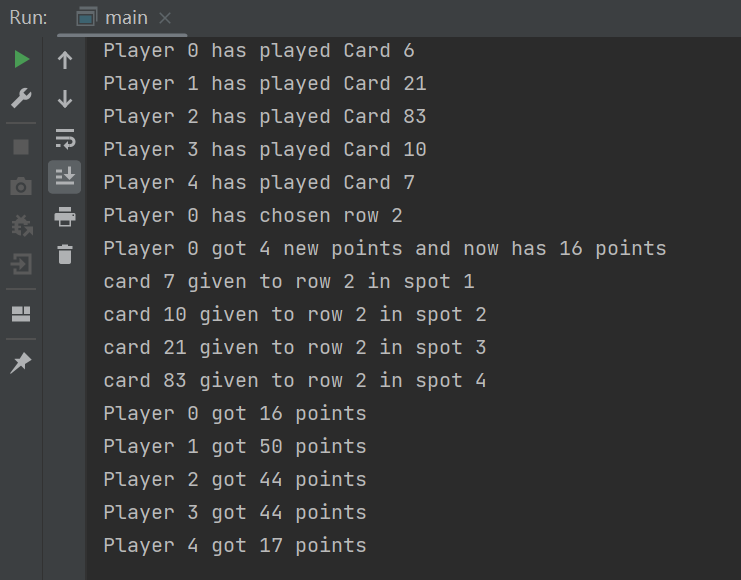 Run: main
Player 0 has played Card 6
Player 1 has played Card 21
Player 2 has played Card 83
Player 3 has played Card 10
Player 4 has played Card 7
Player 0 has chosen row 2
Player 0 got 4 new points and now has 16 points
card 7 given to row 2 in spot 1
card 10 given to row 2 in spot 2
card 21 given to row 2 in spot 3
card 83 given to row 2 in spot 4
Player 0 got 16 points
Player 1 got 50 points
Player 2 got 44 points
Player 3 got 44 points
Player 4 got 17 points